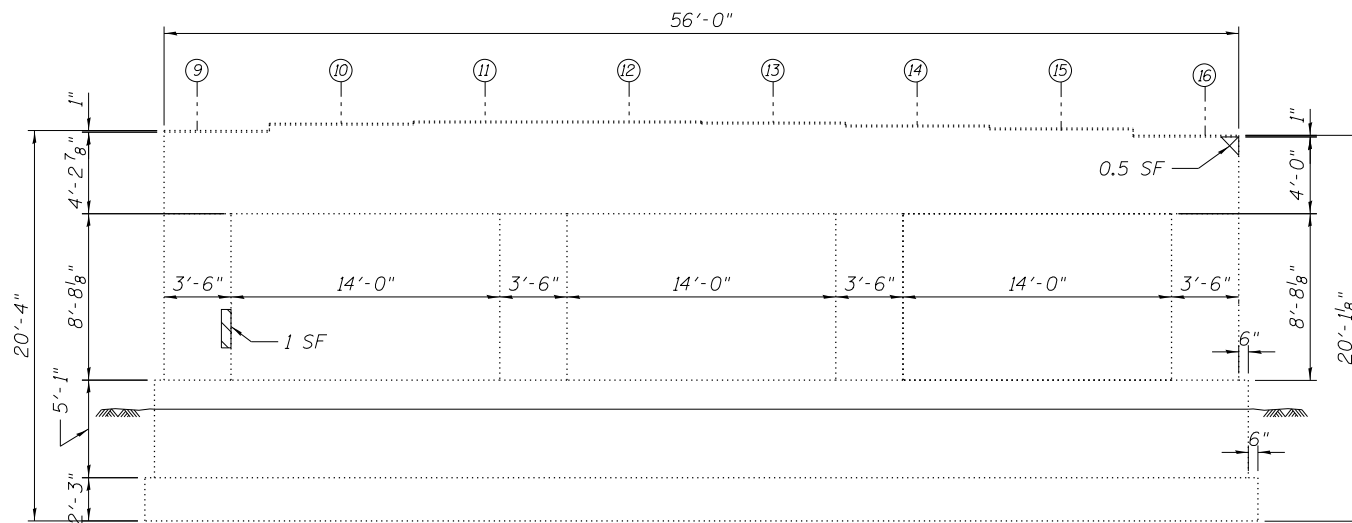 56'-0"
9 10 11 12 13 14 15 16
1" 1"
4'-2 7/8" 0.5 SF 4'-0"
3'-6" 14'-0" 3'-6" 14'-0" 3'-6" 14'-0" 3'-6"
8'-8 1/8" 8'-8 1/8"
20'-4" 1 SF 6" 20'-1 1/8"
5'-1"
6"
2'-3"